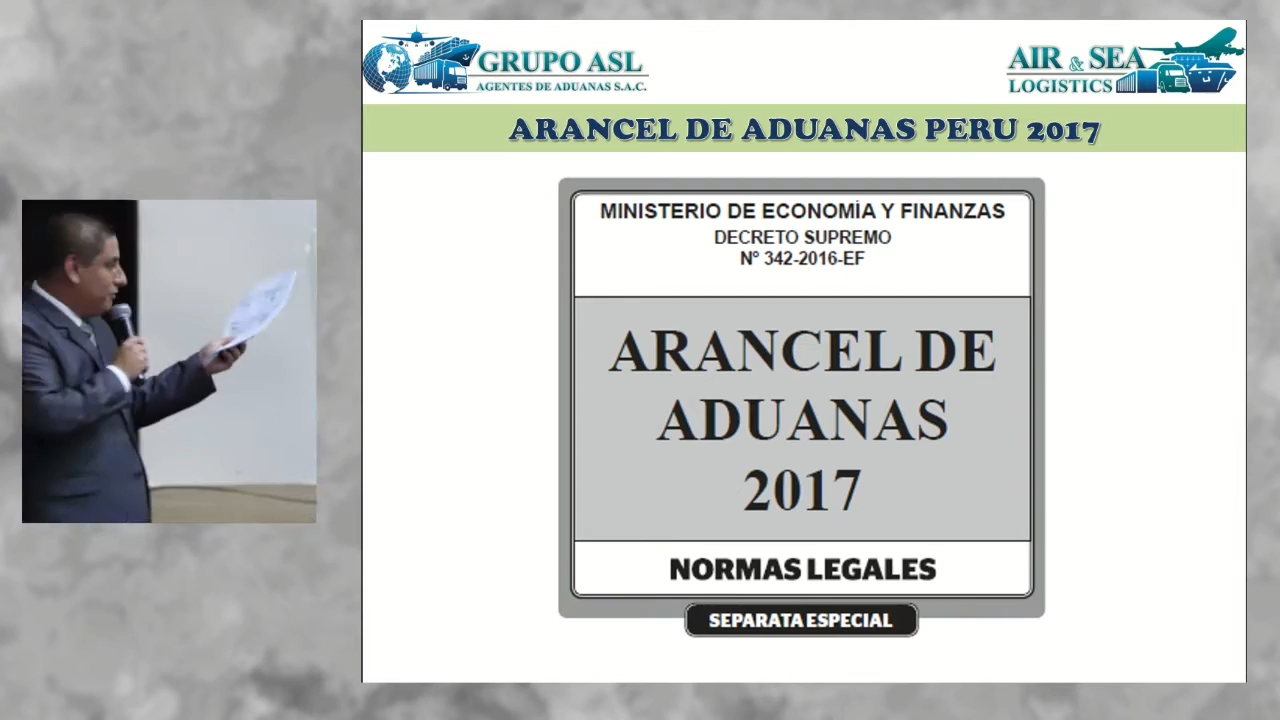 GRUPO ASL
AGENTES DE ADUANAS S.A.C.
AIR & SEA
LOGISTICS
ARANCEL DE ADUANAS PERU 2017
MINISTERIO DE ECONOMÍA Y FINANZAS
DECRETO SUPREMO
N° 342-2016-EF
ARANCEL DE
ADUANAS
2017
NORMAS LEGALES
SEPARATA ESPECIAL